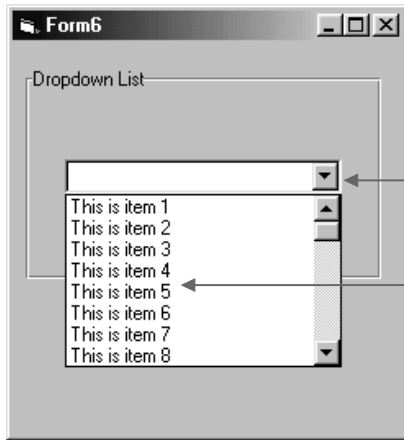 Form6
Dropdown List
This is item 1
This is item 2
This is item 3
This is item 4
This is item 5
This is item 6
This is item 7
This is item 8